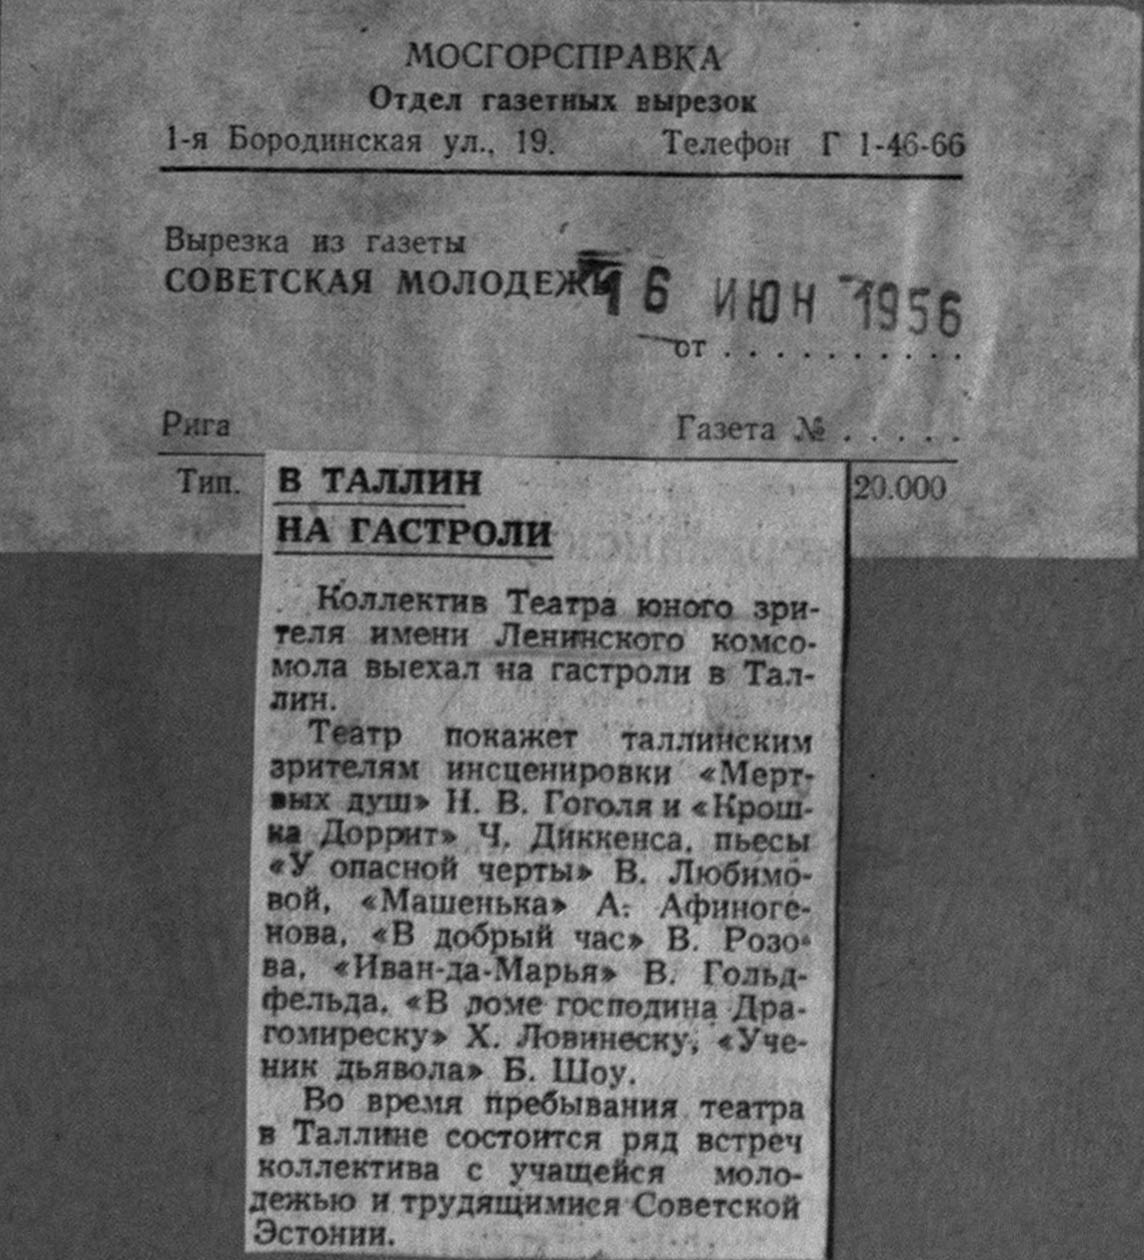 МОСГОРСПРАВКА
Отдел газетных вырезок
1-я Бородинская ул., 19. Телефон Г 1-46-66
Вырезка из газеты
СОВЕТСКАЯ МОЛОДЕЖЬ
16 ИЮН 1956
от . . . . . . . . . .
Рига Газета № . . . . .
Тип. 20.000
В ТАЛЛИН
НА ГАСТРОЛИ
Коллектив Театра юного зри-
теля имени Ленинского комсо-
мола выехал на гастроли в Тал-
лин.
Театр покажет таллинским
зрителям инсценировки «Мерт-
вых душ» Н. В. Гоголя и «Крош-
ка Доррит» Ч. Диккенса, пьесы
«У опасной черты» В. Любимо-
вой, «Машенька» А. Афиноге-
нова, «В добрый час» В. Розо-
ва, «Иван-да-Марья» В. Гольд-
фельда, «В доме господина Дра-
гомиреску» Х. Ловинеску, «Уче-
ник дьявола» Б. Шоу.
Во время пребывания театра
в Таллине состоится ряд встреч
коллектива с учащейся моло-
дежью и трудящимися Советской
Эстонии.